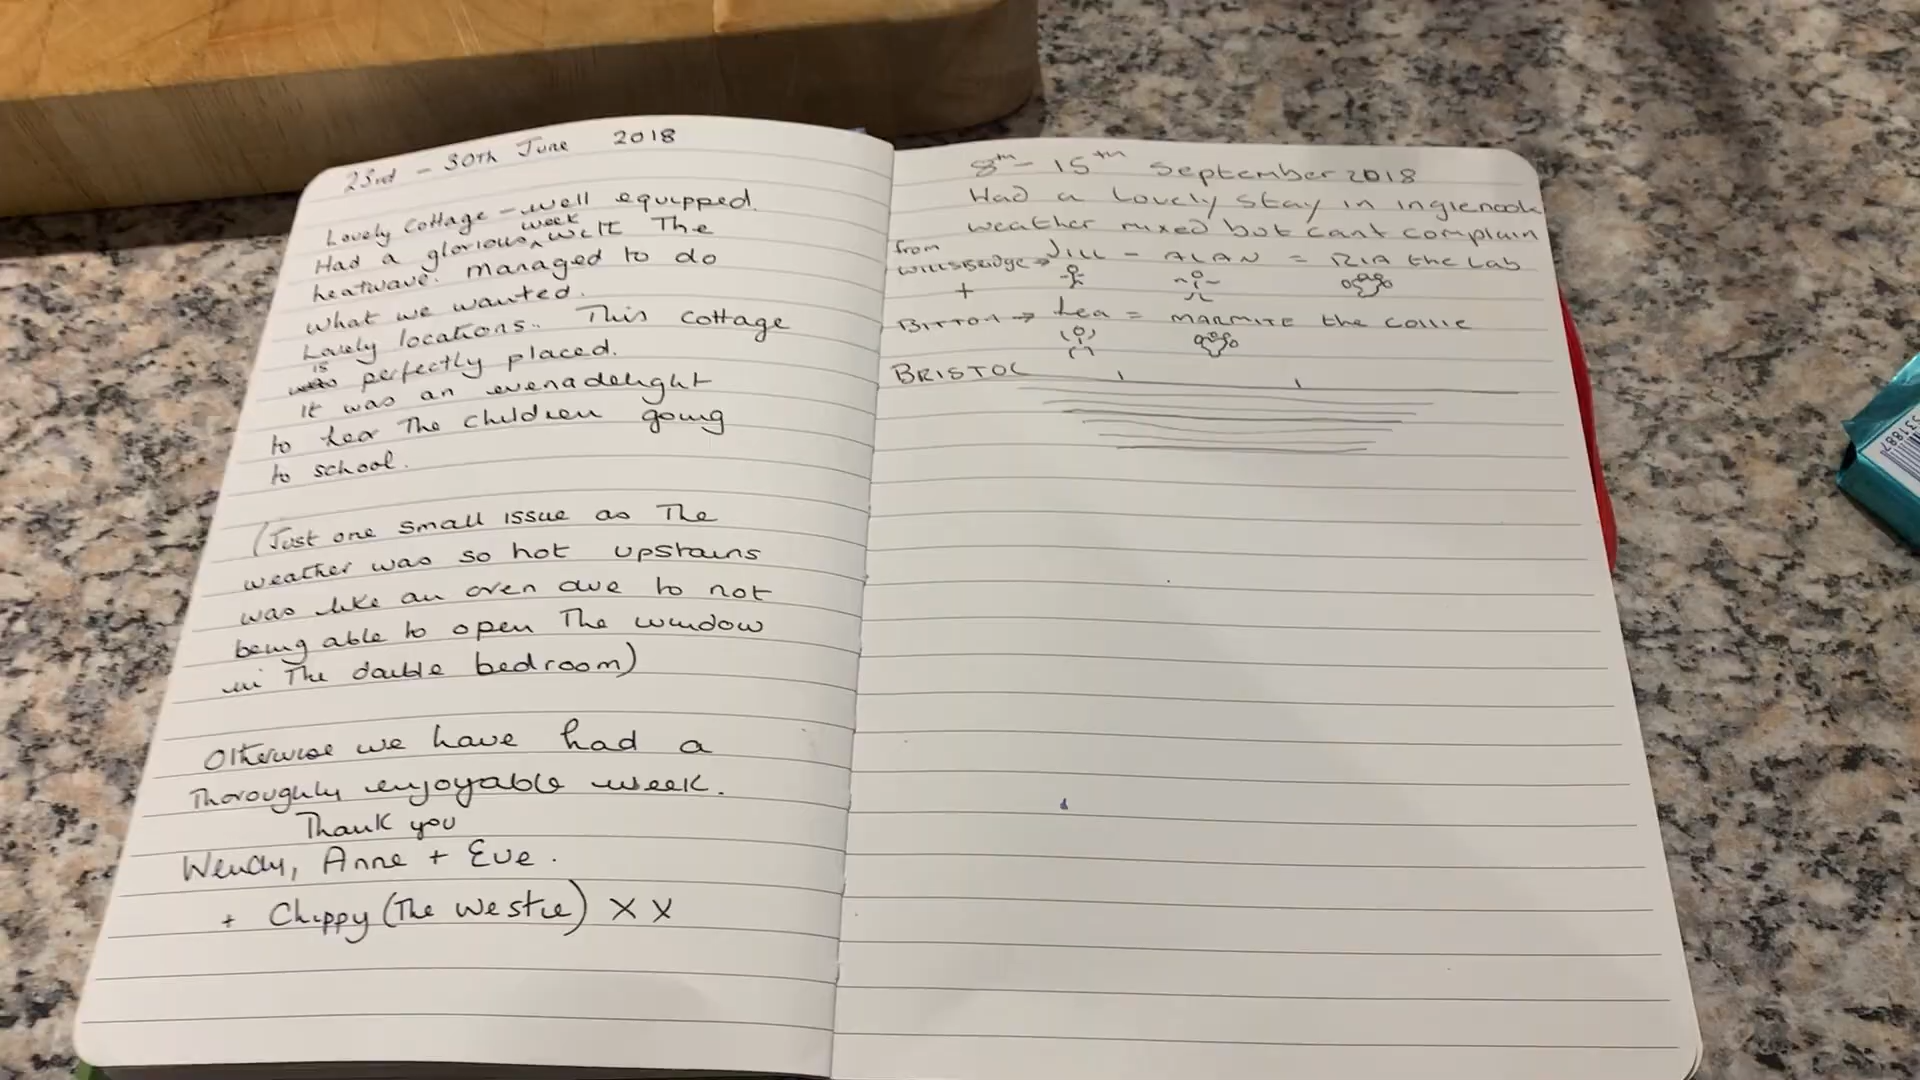 23rd - 30th June 2018
Lovely Cottage - well equipped.
Had a glorious week with The
heatwave. Managed to do
what we wanted.
Lovely locations. This cottage
is perfectly placed.
It was an even a delight
to hear The children going
to school.
(Just one small issue as The
weather was so hot upstairs
was like an oven due to not
being able to open The window
in The double bedroom)
Otherwise we have had a
Thoroughly enjoyable week.
Thank you
Wendy, Anne + Eve.
+ Chippy (The Westie) X X
8th - 15th September 2018
Had a Lovely stay in inglenook
weather mixed but cant complain
from
WILLSBRIDGE → JILL - ALAN = RIA the Lab
+
BITTON → Lea = MARMITE the Collie
BRISTOL
31887